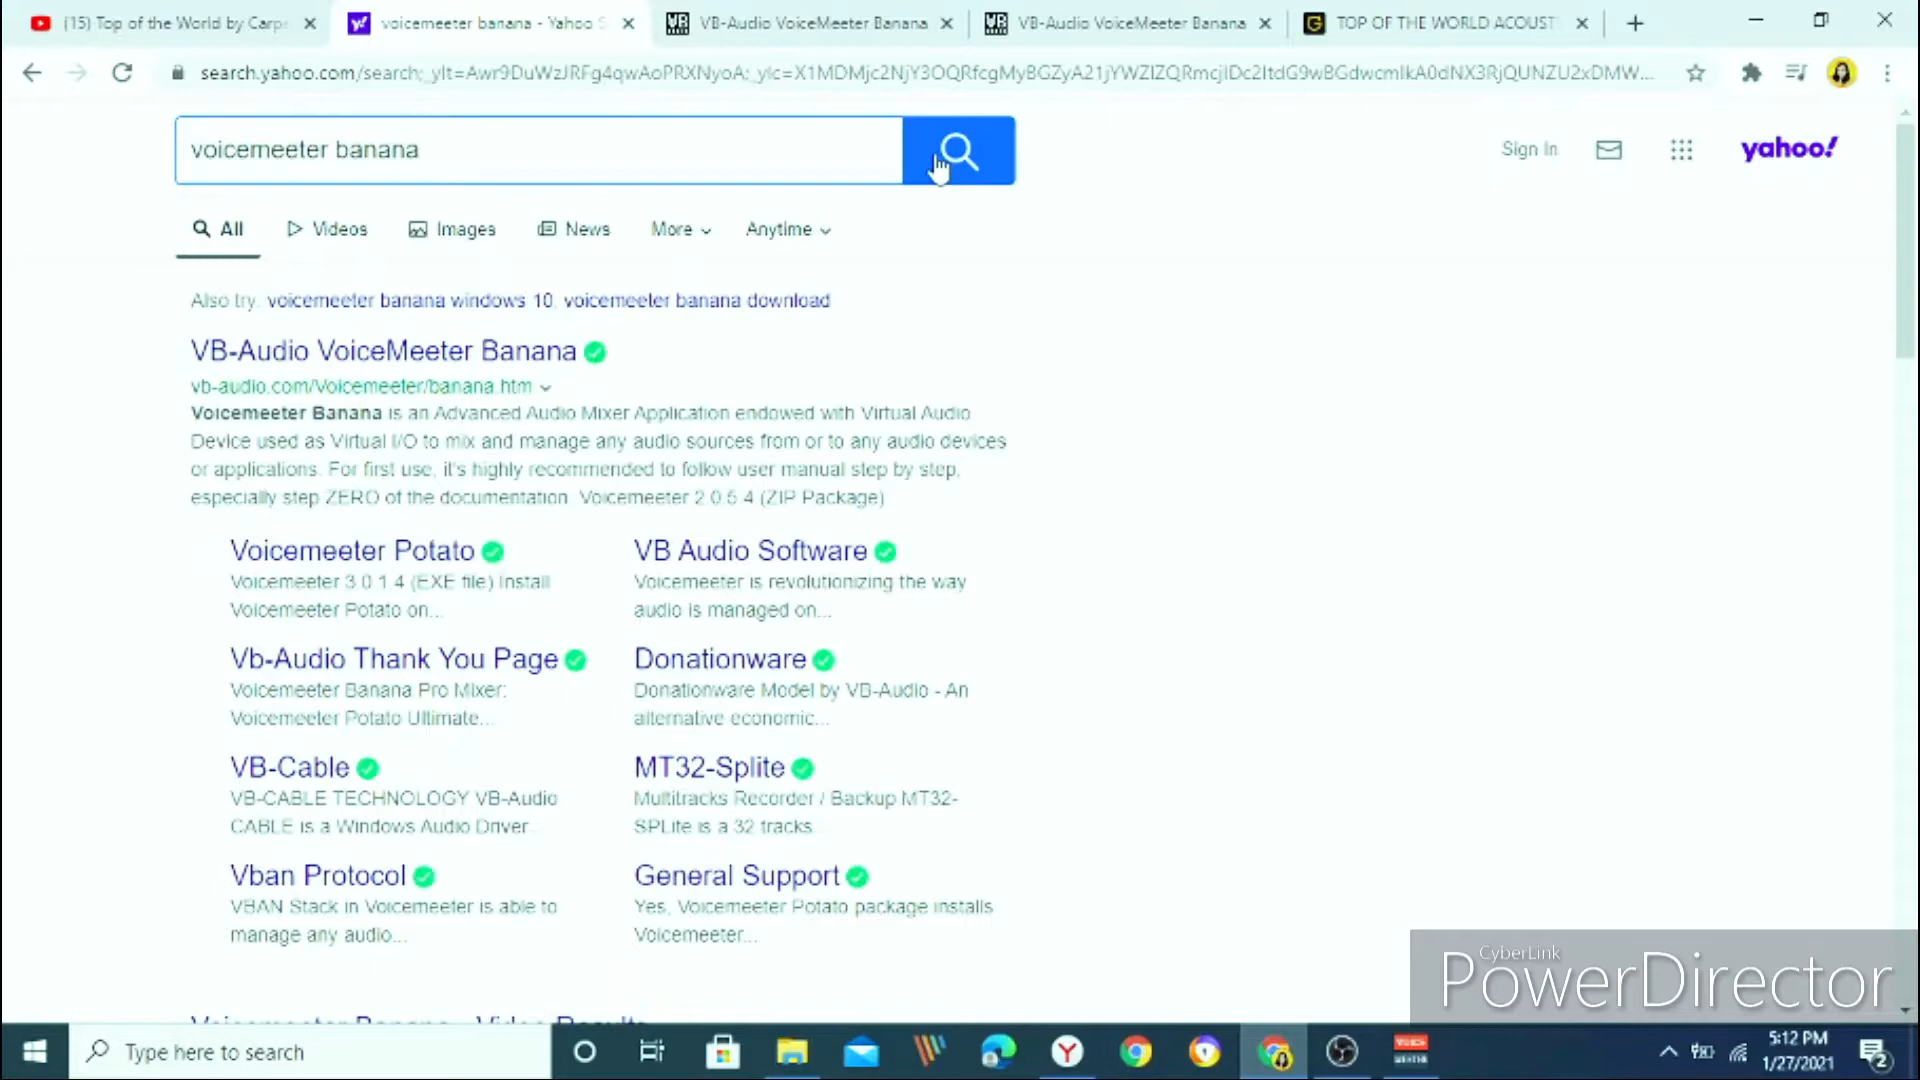 (15) Top of the World by Carpe
voicemeeter banana - Yahoo S
VB-Audio VoiceMeeter Banana
VB-Audio VoiceMeeter Banana
TOP OF THE WORLD ACOUST
voicemeeter banana
Sign In
yahoo!
All
Videos
Images
News
More
Anytime
Also try: voicemeeter banana windows 10, voicemeeter banana download
VB-Audio VoiceMeeter Banana
vb-audio.com/Voicemeeter/banana.htm
Voicemeeter Banana is an Advanced Audio Mixer Application endowed with Virtual Audio
Device used as Virtual I/O to mix and manage any audio sources from or to any audio devices
or applications. For first use, it's highly recommended to follow user manual step by step,
especially step ZERO of the documentation. Voicemeeter 2.0.5.4 (ZIP Package)
Voicemeeter Potato
Voicemeeter 3.0.1.4 (EXE file) Install
Voicemeeter Potato on...
VB Audio Software
Voicemeeter is revolutionizing the way
audio is managed on...
Vb-Audio Thank You Page
Voicemeeter Banana Pro Mixer:
Voicemeeter Potato Ultimate...
Donationware
Donationware Model by VB-Audio - An
alternative economic...
VB-Cable
VB-CABLE TECHNOLOGY VB-Audio
CABLE is a Windows Audio Driver...
MT32-Splite
Multitracks Recorder / Backup MT32-
SPLite is a 32 tracks...
Vban Protocol
VBAN Stack in Voicemeeter is able to
manage any audio...
General Support
Yes, Voicemeeter Potato package installs
Voicemeeter...
Voicemeeter Banana - Video Results
CyberLink
PowerDirector
Type here to search
5:12 PM
1/27/2021
2